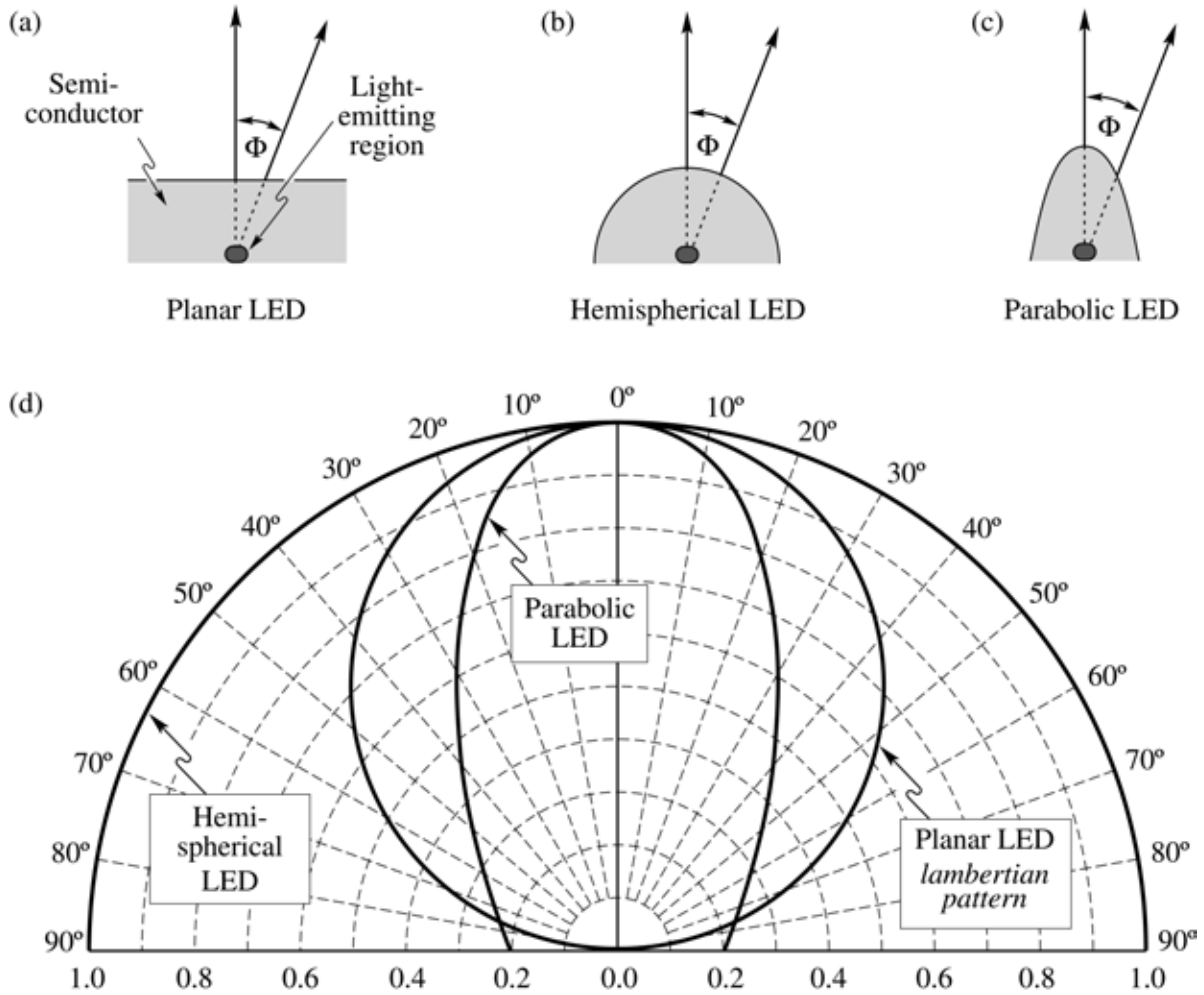 (a)
Semi-
conductor
Light-
emitting
region
Φ
Planar LED
(b)
Φ
Hemispherical LED
(c)
Φ
Parabolic LED
(d)
0º
10º
10º
20º
20º
30º
30º
40º
40º
50º
50º
60º
60º
70º
70º
80º
80º
90º
90º
Parabolic
LED
Hemi-
spherical
LED
Planar LED
lambertian
pattern
1.0 0.8 0.6 0.4 0.2 0.0 0.2 0.4 0.6 0.8 1.0